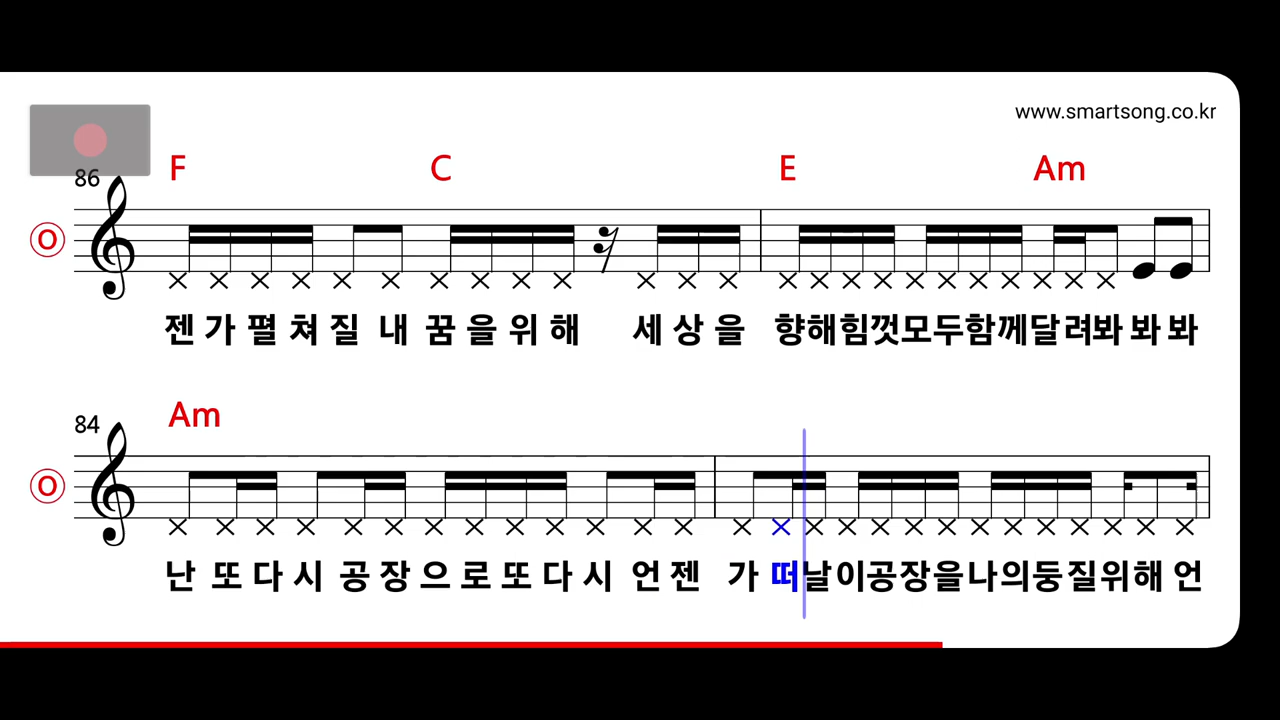 www.smartsong.co.kr
F C E Am
86
O
젠 가 펼 쳐 질 내 꿈 을 위 해 세 상 을 향해힘껏모두함께달려봐 봐 봐
Am
84
O
난 또 다 시 공 장 으 로 또 다 시 언 젠 가 떠날이공장을나의둥질위해 언